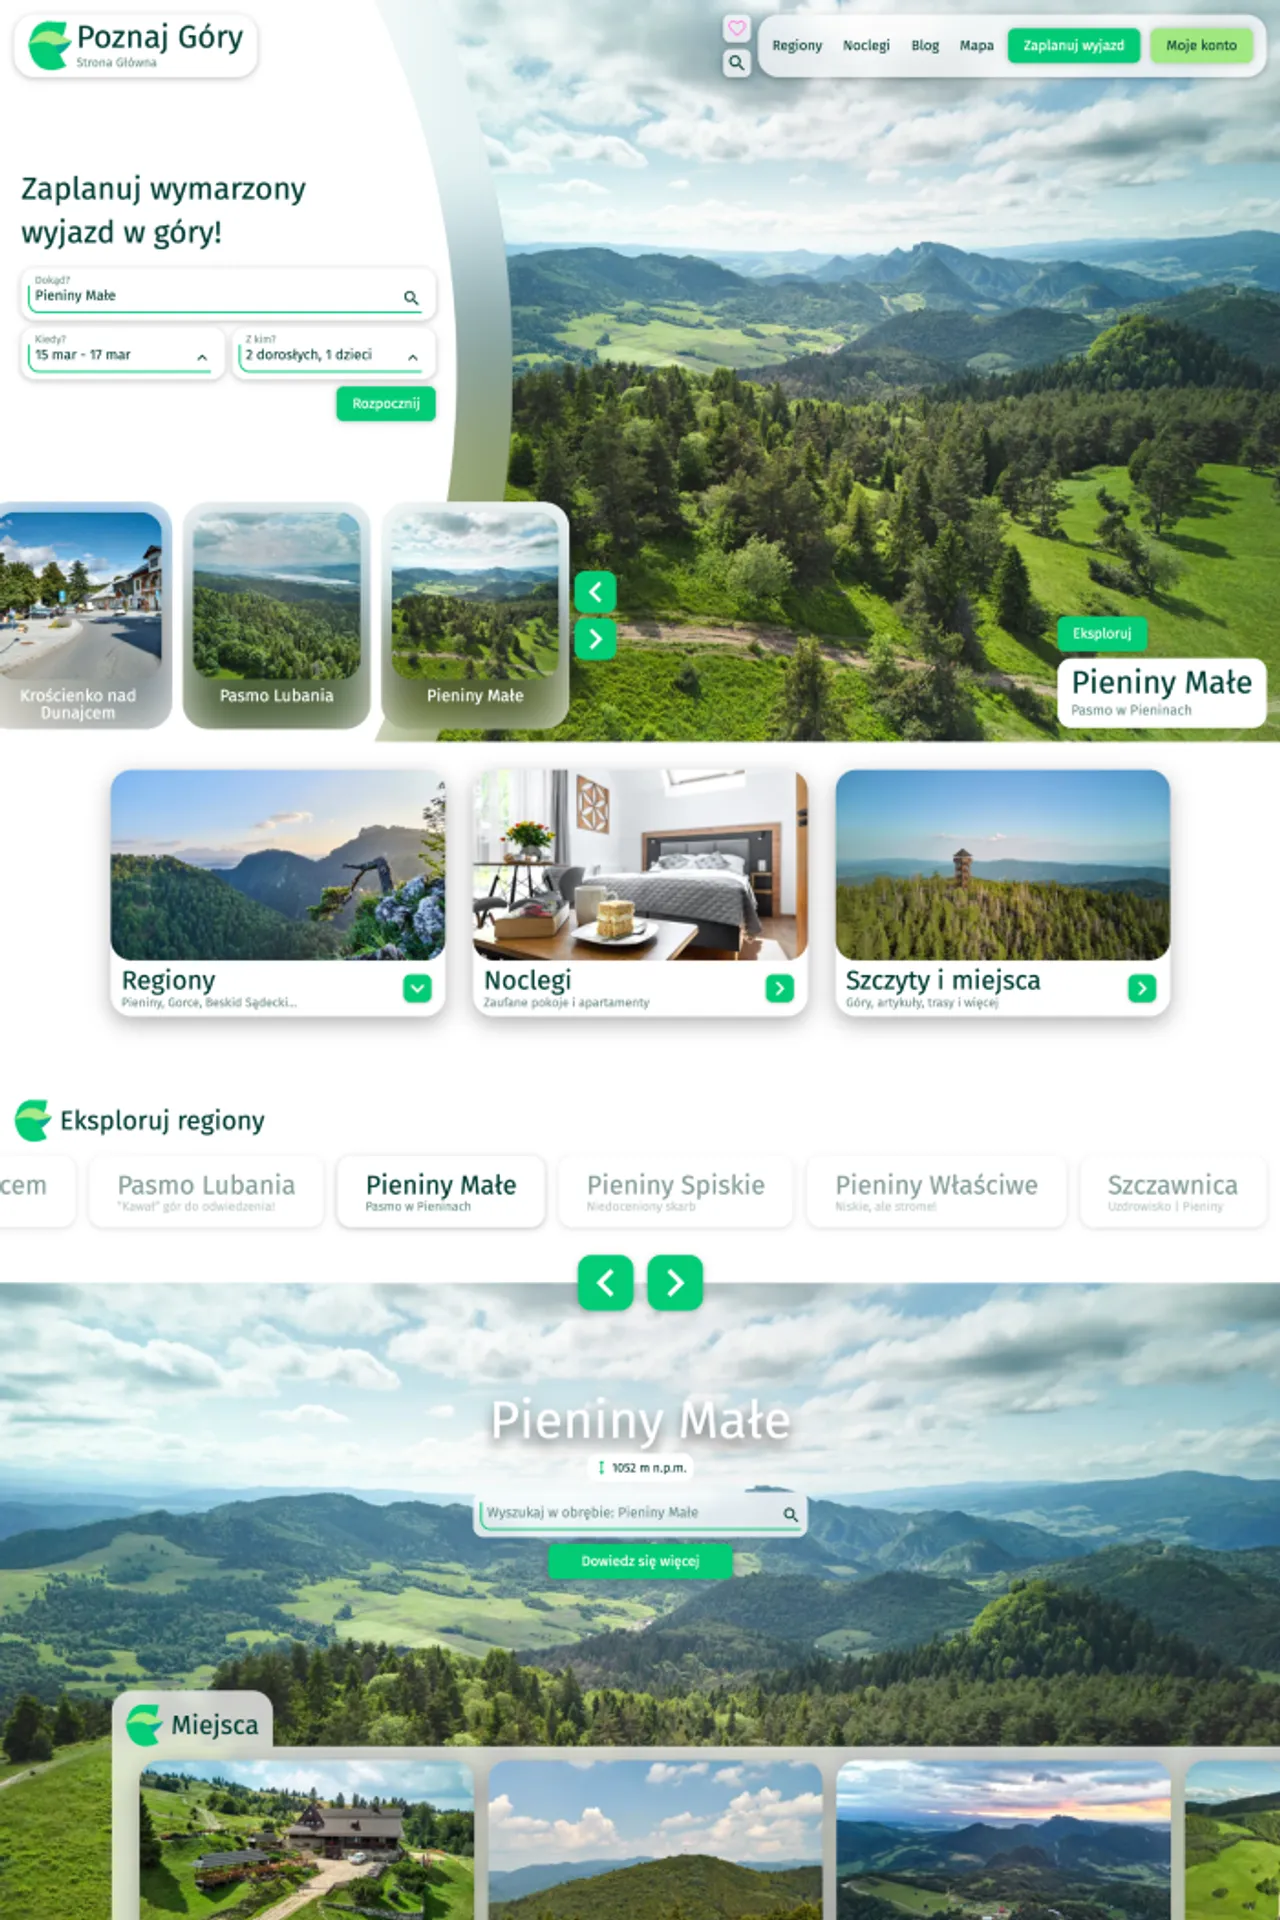 Poznaj Góry
Strona Główna
Regiony
Noclegi
Blog
Mapa
Zaplanuj wyjazd
Moje konto
Zaplanuj wymarzony
wyjazd w góry!
Dokąd?
Pieniny Małe
Kiedy?
15 mar - 17 mar
Z kim?
2 dorosłych, 1 dzieci
Rozpocznij
Krościenko nad
Dunajcem
Pasmo Lubania
Pieniny Małe
Eksploruj
Pieniny Małe
Pasmo w Pieninach
Regiony
Pieniny, Gorce, Beskid Sądecki...
Noclegi
Zaufane pokoje i apartamenty
Szczyty i miejsca
Góry, artykuły, trasy i więcej
Eksploruj regiony
cem
Pasmo Lubania
"Kawał" gór do odwiedzenia!
Pieniny Małe
Pasmo w Pieninach
Pieniny Spiskie
Niedoceniony skarb
Pieniny Właściwe
Niskie, ale strome!
Szczawnica
Uzdrowisko | Pieniny
Pieniny Małe
1052 m n.p.m.
Wyszukaj w obrębie: Pieniny Małe
Dowiedz się więcej
Miejsca